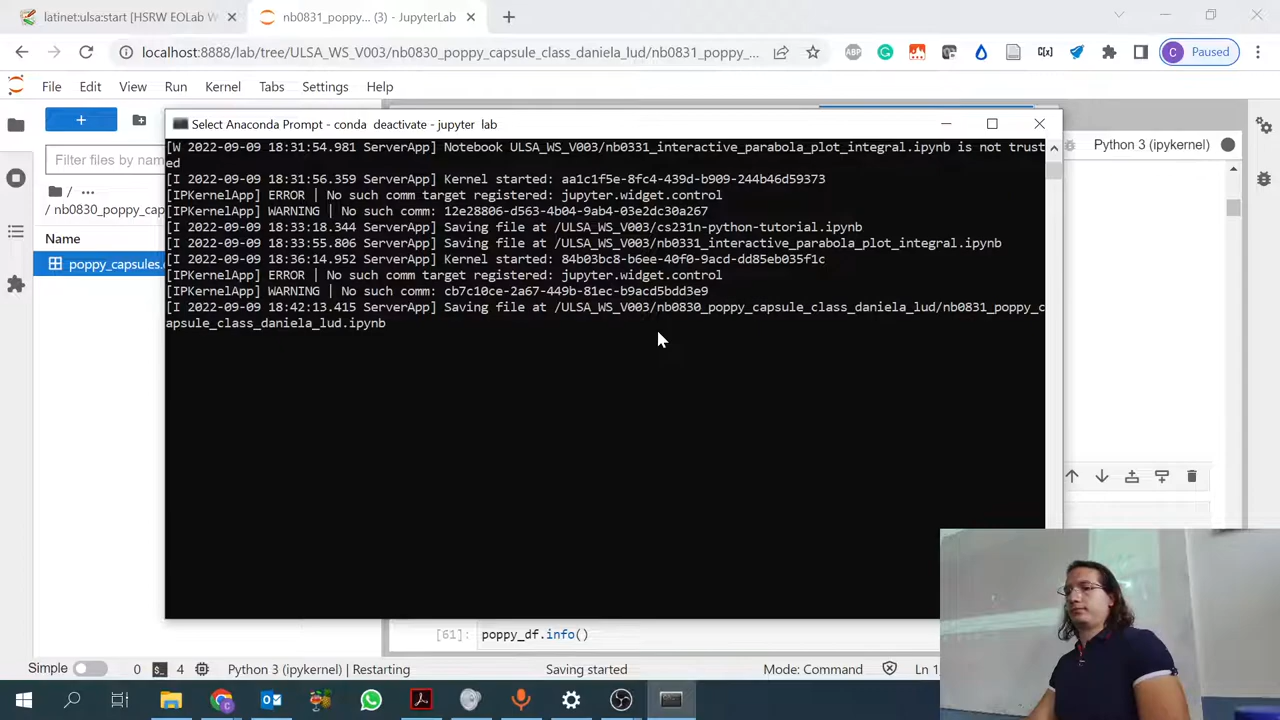 latinet:ulsa:start [HSRW EOLab W
nb0831_poppy... (3) - JupyterLab
localhost:8888/lab/tree/ULSA_WS_V003/nb0830_poppy_capsule_class_daniela_lud/nb0831_poppy_...
ABP
C(x)
C
Paused
File
Edit
View
Run
Kernel
Tabs
Settings
Help
Select Anaconda Prompt - conda deactivate - jupyter lab
[W 2022-09-09 18:31:54.981 ServerApp] Notebook ULSA_WS_V003/nb0331_interactive_parabola_plot_integral.ipynb is not trust
ed
[I 2022-09-09 18:31:56.359 ServerApp] Kernel started: aa1c1f5e-8fc4-439d-b909-244b46d59373
[IPKernelApp] ERROR | No such comm target registered: jupyter.widget.control
[IPKernelApp] WARNING | No such comm: 12e28806-d563-4b04-9ab4-03e2dc30a267
[I 2022-09-09 18:33:18.344 ServerApp] Saving file at /ULSA_WS_V003/cs231n-python-tutorial.ipynb
[I 2022-09-09 18:33:55.806 ServerApp] Saving file at /ULSA_WS_V003/nb0331_interactive_parabola_plot_integral.ipynb
[I 2022-09-09 18:36:14.952 ServerApp] Kernel started: 84b03bc8-b6ee-40f0-9acd-dd85eb035f1c
[IPKernelApp] ERROR | No such comm target registered: jupyter.widget.control
[IPKernelApp] WARNING | No such comm: cb7c10ce-2a67-449b-81ec-b9acd5bdd3e9
[I 2022-09-09 18:42:13.415 ServerApp] Saving file at /ULSA_WS_V003/nb0830_poppy_capsule_class_daniela_lud/nb0831_poppy_c
apsule_class_daniela_lud.ipynb
Python 3 (ipykernel)
Filter files by name
/ ...
/ nb0830_poppy_cap
Name
poppy_capsules.
[61]: poppy_df.info()
Simple
0
4
Python 3 (ipykernel) | Restarting
Saving started
Mode: Command
Ln 1